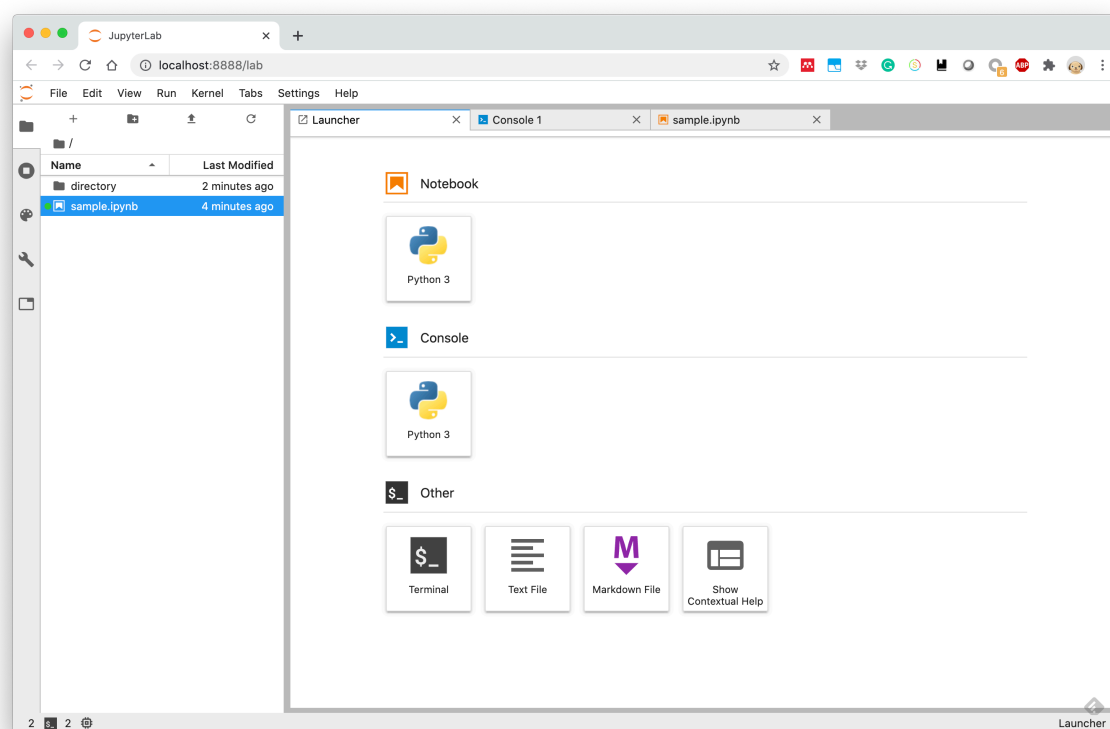 JupyterLab
localhost:8888/lab
6
ABP
File Edit View Run Kernel Tabs Settings Help
Launcher Console 1 sample.ipynb
/
Name Last Modified
directory 2 minutes ago
sample.ipynb 4 minutes ago
Notebook
Python 3
>_ Console
Python 3
$_ Other
$_ M
Terminal Text File Markdown File Show
Contextual Help
2 $_ 2 Launcher